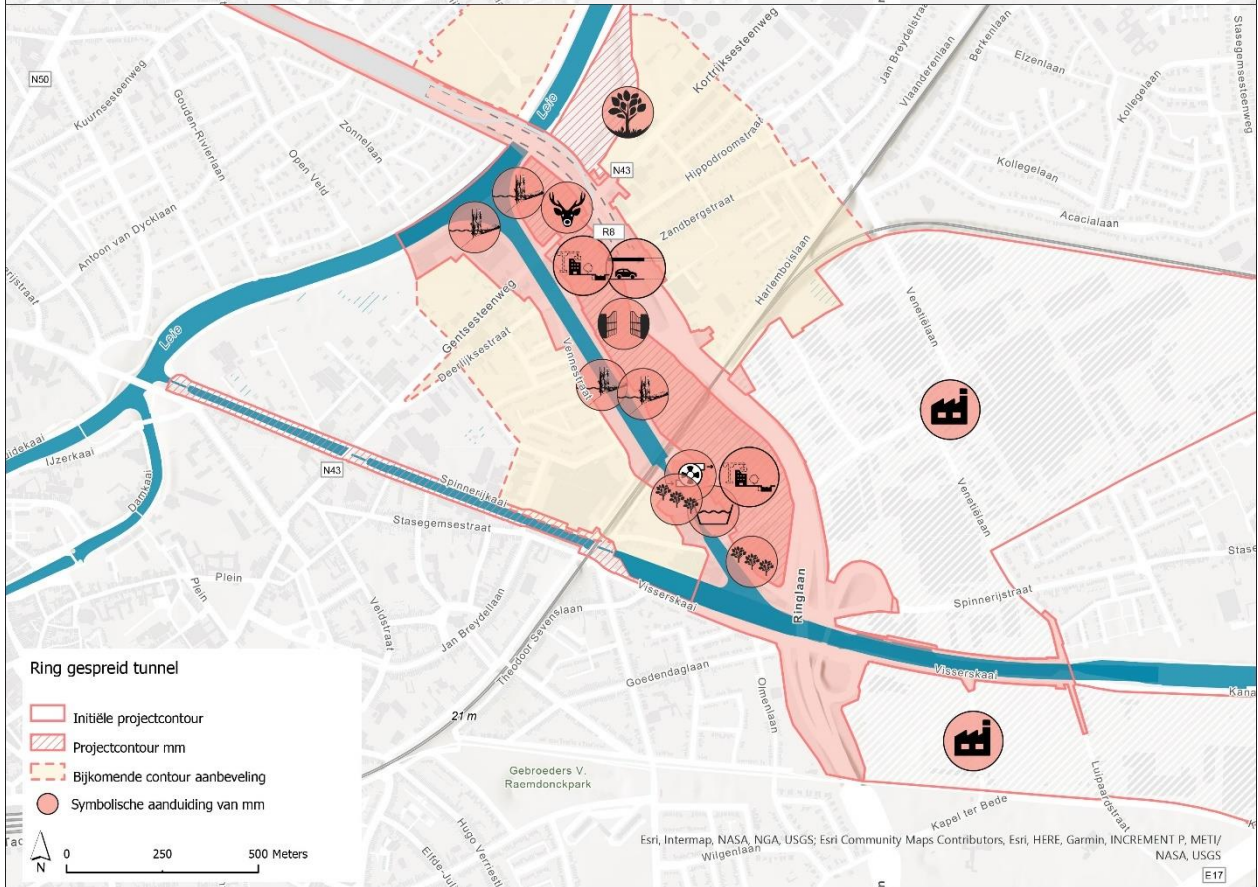 N50
Kuurnsesteenweg
Gouden-Rivierlaan
Open Veld
Zonnelaan
Antoon van Dycklaan
Leie
Kortrijksesteenweg
Jan Breydelstraat
Vlaanderenlaan
Berkenlaan
Elzenlaan
Kollegelaan
Stasegemsesteenweg
Kollegelaan
Acacialaan
Hippodroomstraat
N43
Zandbergstraat
R8
Harlemboislaan
Venetiëlaan
Gentsesteenweg
Deerlijksestraat
Vennestraat
Leie
IJzerkaai
Damkaai
N43
Spinnerijkaai
Stasegemsestraat
Plein
Plein
Veldstraat
Jan Breydellaan
Theodoor Sevenslaan
Visserskaai
Ringlaan
Venetiëlaan
Spinnerijstraat
Visserskaai
Goedendaglaan
Olmenlaan
21 m
Gebroeders V.
Raemdonckpark
Luipaardstraat
Kapel ter Bede
Wilgenlaan
E17
Ring gespreid tunnel
Initiële projectcontour
Projectcontour mm
Bijkomende contour aanbeveling
Symbolische aanduiding van mm
N
0 250 500 Meters
Esri, Intermap, NASA, NGA, USGS; Esri Community Maps Contributors, Esri, HERE, Garmin, INCREMENT P, METI/
NASA, USGS